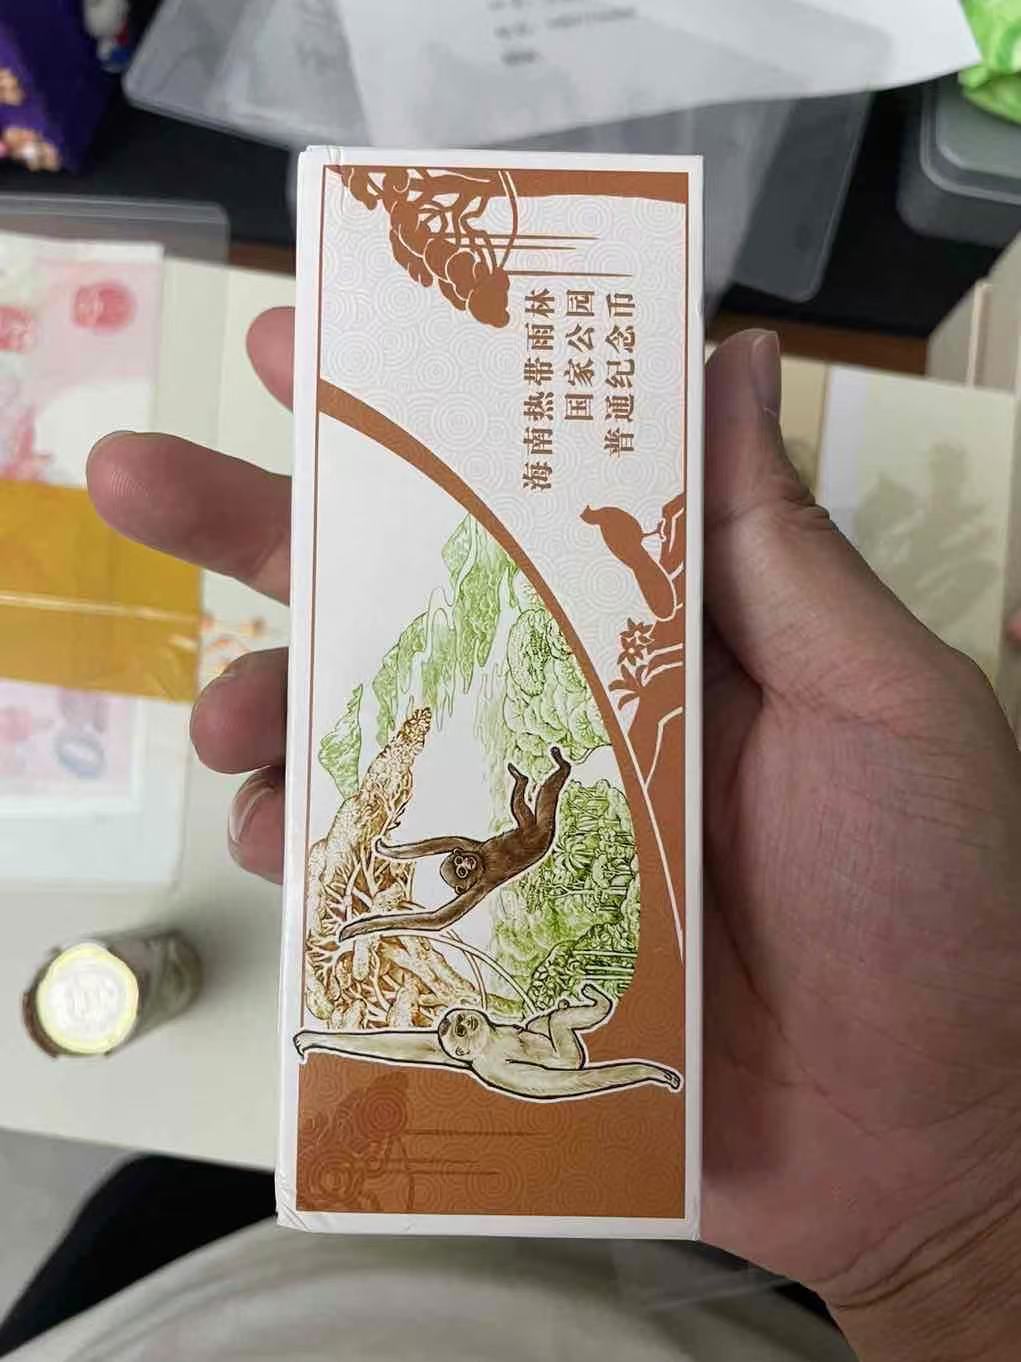 海南热带雨林
国家公园
普通纪念币